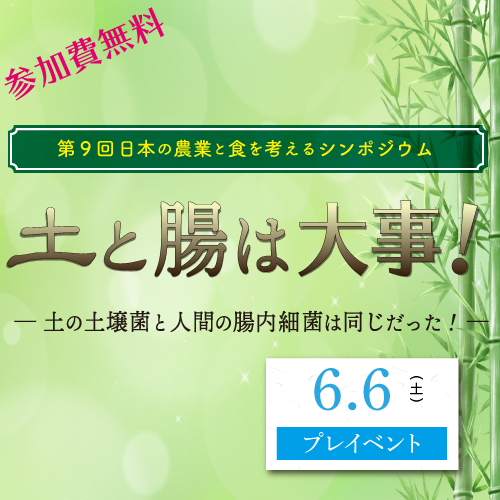 参加費無料
第9回日本の農業と食を考えるシンポジウム
土と腸は大事!
― 土の土壌菌と人間の腸内細菌は同じだった! ―
6.6(土)
プレイベント